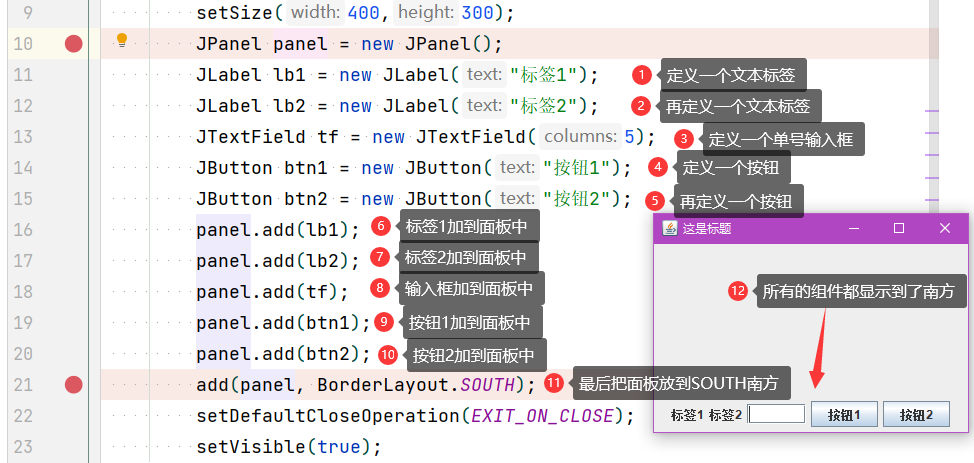 9 setSize(width: 400, height: 300);
10 JPanel panel = new JPanel();
11 JLabel lb1 = new JLabel(text: "标签1"); 1 定义一个文本标签
12 JLabel lb2 = new JLabel(text: "标签2"); 2 再定义一个文本标签
13 JTextField tf = new JTextField(columns: 5); 3 定义一个单号输入框
14 JButton btn1 = new JButton(text: "按钮1"); 4 定义一个按钮
15 JButton btn2 = new JButton(text: "按钮2"); 5 再定义一个按钮
16 panel.add(lb1); 6 标签1加到面板中
17 panel.add(lb2); 7 标签2加到面板中
18 panel.add(tf); 8 输入框加到面板中
19 panel.add(btn1); 9 按钮1加到面板中
20 panel.add(btn2); 10 按钮2加到面板中
21 add(panel, BorderLayout.SOUTH); 11 最后把面板放到SOUTH南方
22 setDefaultCloseOperation(EXIT_ON_CLOSE);
23 setVisible(true);
这是标题
12 所有的组件都显示到了南方
标签1 标签2 按钮1 按钮2